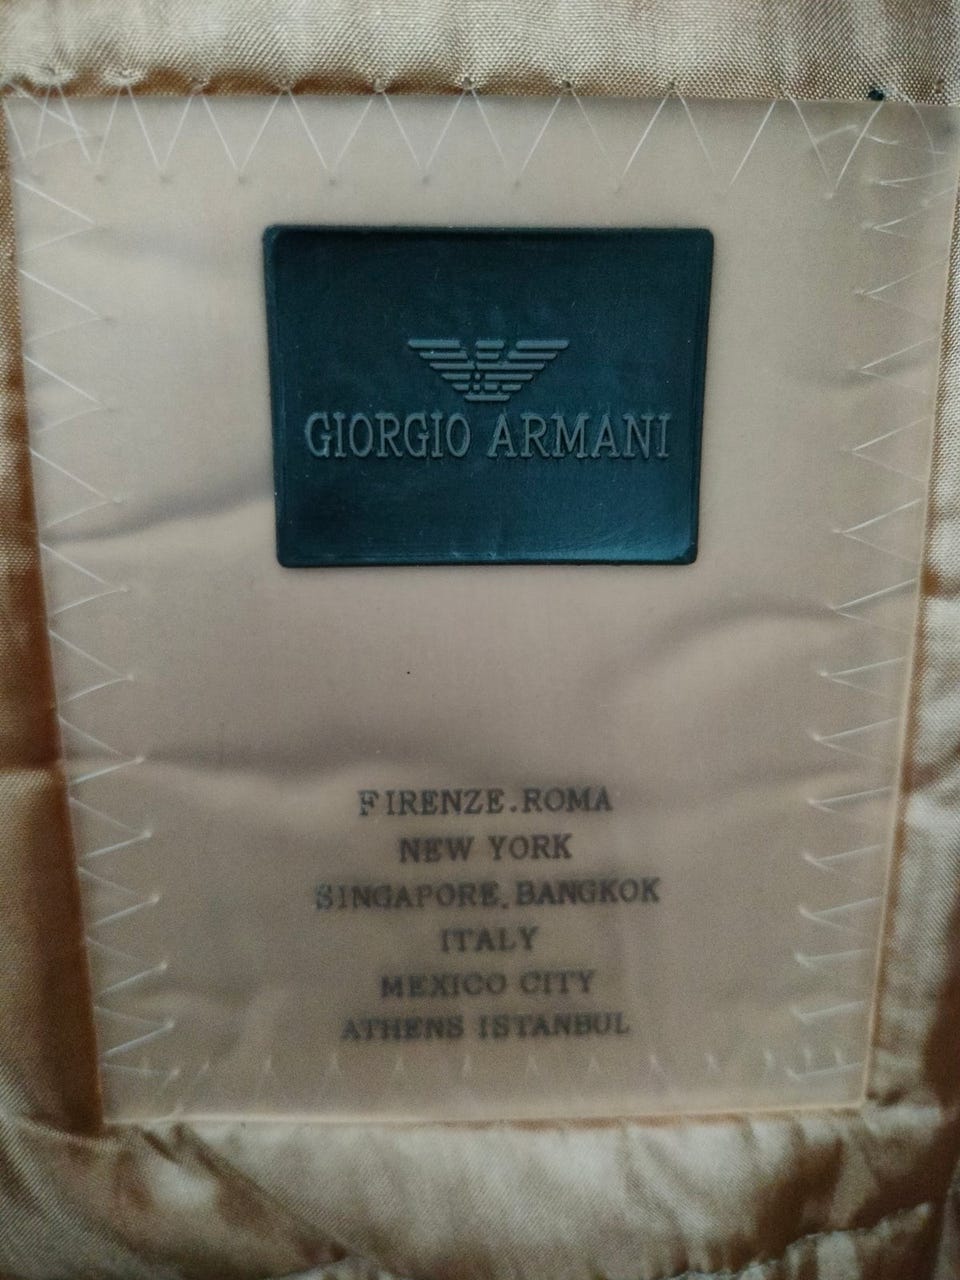 GIORGIO ARMANI
FIRENZE.ROMA
NEW YORK
SINGAPORE.BANGKOK
ITALY
MEXICO CITY
ATHENS ISTANBUL